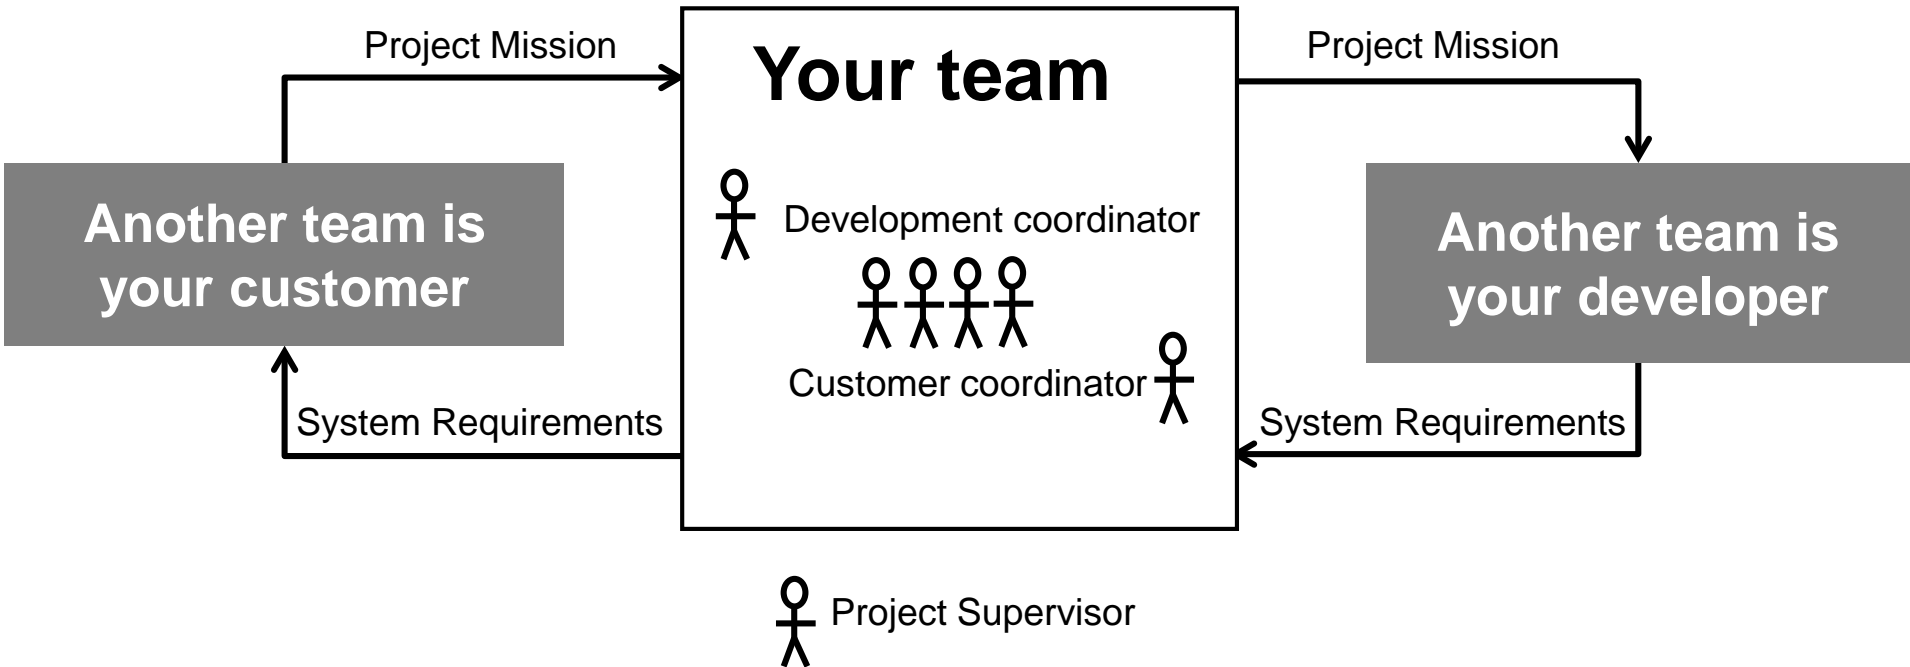 Project Mission
Your team
Project Mission
Another team is
your customer
Development coordinator
Another team is
your developer
Customer coordinator
System Requirements
System Requirements
Project Supervisor